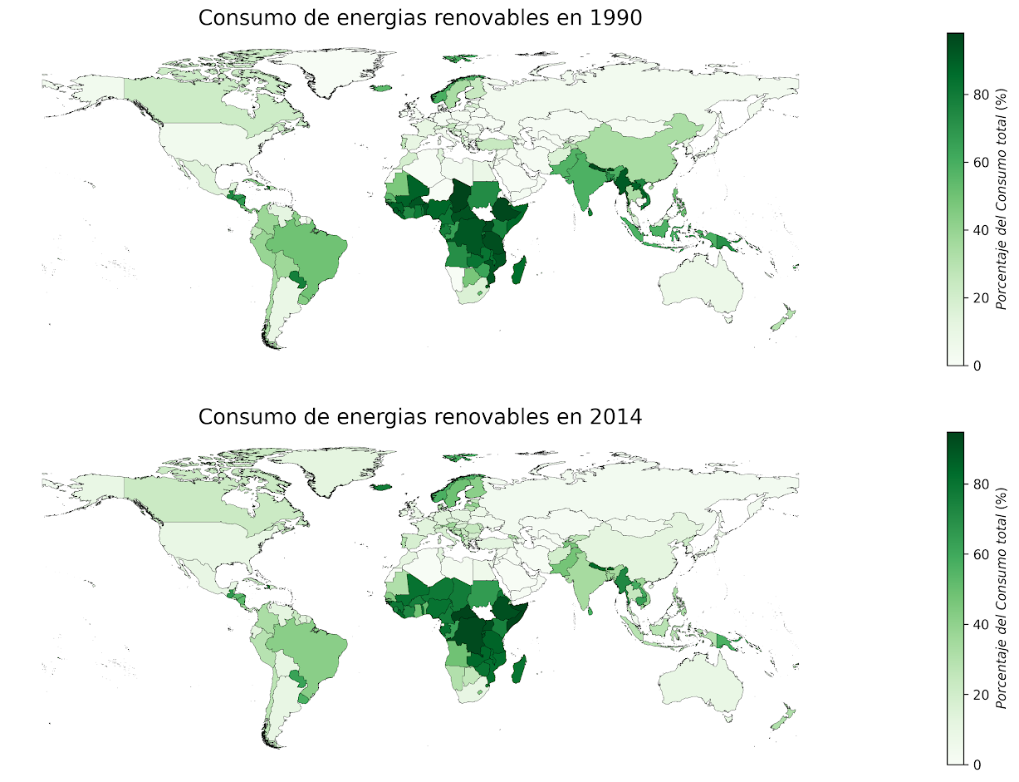 Consumo de energias renovables en 1990
80
60
40
20
0
Porcentaje del Consumo total (%)
Consumo de energias renovables en 2014
80
60
40
20
0
Porcentaje del Consumo total (%)